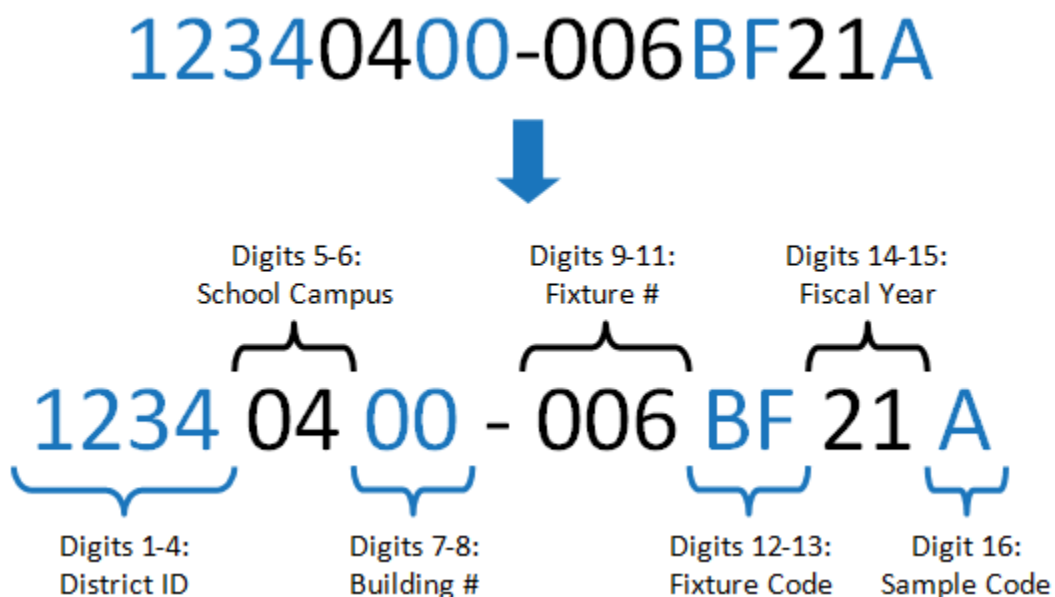 12340400-006BF21A
Digits 5-6:
School Campus
Digits 9-11:
Fixture #
Digits 14-15:
Fiscal Year
1234 04 00 - 006 BF 21 A
Digits 1-4:
District ID
Digits 7-8:
Building #
Digits 12-13:
Fixture Code
Digit 16:
Sample Code